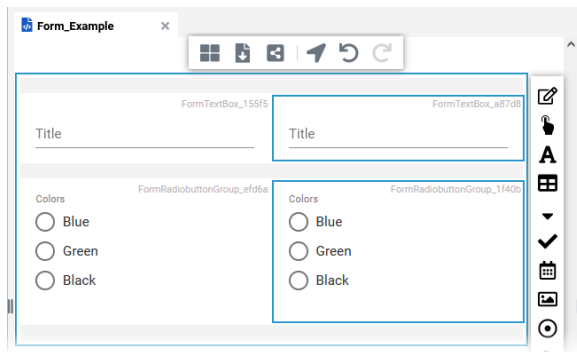 Form_Example
FormTextBox_155f5 FormTextBox_a87d8
Title Title
FormRadiobuttonGroup_efd6a FormRadiobuttonGroup_1f40b
Colors Colors
Blue Blue
Green Green
Black Black